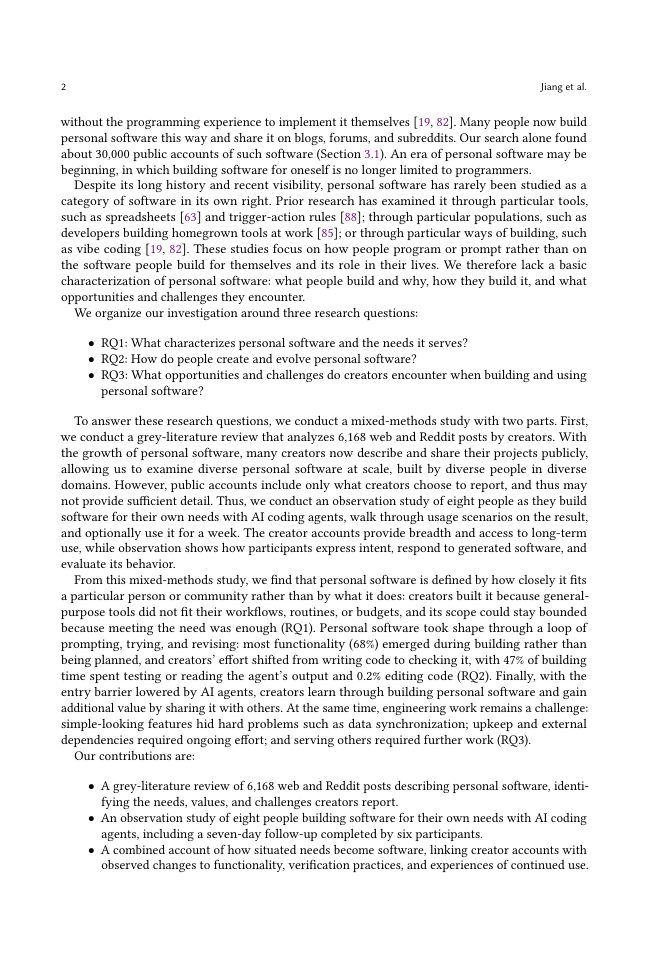 2
Jiang et al.
without the programming experience to implement it themselves [19, 82]. Many people now build
personal software this way and share it on blogs, forums, and subreddits. Our search alone found
about 30,000 public accounts of such software (Section 3.1). An era of personal software may be
beginning, in which building software for oneself is no longer limited to programmers.
Despite its long history and recent visibility, personal software has rarely been studied as a
category of software in its own right. Prior research has examined it through particular tools,
such as spreadsheets [63] and trigger-action rules [88]; through particular populations, such as
developers building homegrown tools at work [85]; or through particular ways of building, such
as vibe coding [19, 82]. These studies focus on how people program or prompt rather than on
the software people build for themselves and its role in their lives. We therefore lack a basic
characterization of personal software: what people build and why, how they build it, and what
opportunities and challenges they encounter.
We organize our investigation around three research questions:
• RQ1: What characterizes personal software and the needs it serves?
• RQ2: How do people create and evolve personal software?
• RQ3: What opportunities and challenges do creators encounter when building and using
personal software?
To answer these research questions, we conduct a mixed-methods study with two parts. First,
we conduct a grey-literature review that analyzes 6,168 web and Reddit posts by creators. With
the growth of personal software, many creators now describe and share their projects publicly,
allowing us to examine diverse personal software at scale, built by diverse people in diverse
domains. However, public accounts include only what creators choose to report, and thus may
not provide sufficient detail. Thus, we conduct an observation study of eight people as they build
software for their own needs with AI coding agents, walk through usage scenarios on the result,
and optionally use it for a week. The creator accounts provide breadth and access to long-term
use, while observation shows how participants express intent, respond to generated software, and
evaluate its behavior.
From this mixed-methods study, we find that personal software is defined by how closely it fits
a particular person or community rather than by what it does: creators built it because general-
purpose tools did not fit their workflows, routines, or budgets, and its scope could stay bounded
because meeting the need was enough (RQ1). Personal software took shape through a loop of
prompting, trying, and revising: most functionality (68%) emerged during building rather than
being planned, and creators' effort shifted from writing code to checking it, with 47% of building
time spent testing or reading the agent's output and 0.2% editing code (RQ2). Finally, with the
entry barrier lowered by AI agents, creators learn through building personal software and gain
additional value by sharing it with others. At the same time, engineering work remains a challenge:
simple-looking features hid hard problems such as data synchronization; upkeep and external
dependencies required ongoing effort; and serving others required further work (RQ3).
Our contributions are:
• A grey-literature review of 6,168 web and Reddit posts describing personal software, identi-
fying the needs, values, and challenges creators report.
• An observation study of eight people building software for their own needs with AI coding
agents, including a seven-day follow-up completed by six participants.
• A combined account of how situated needs become software, linking creator accounts with
observed changes to functionality, verification practices, and experiences of continued use.